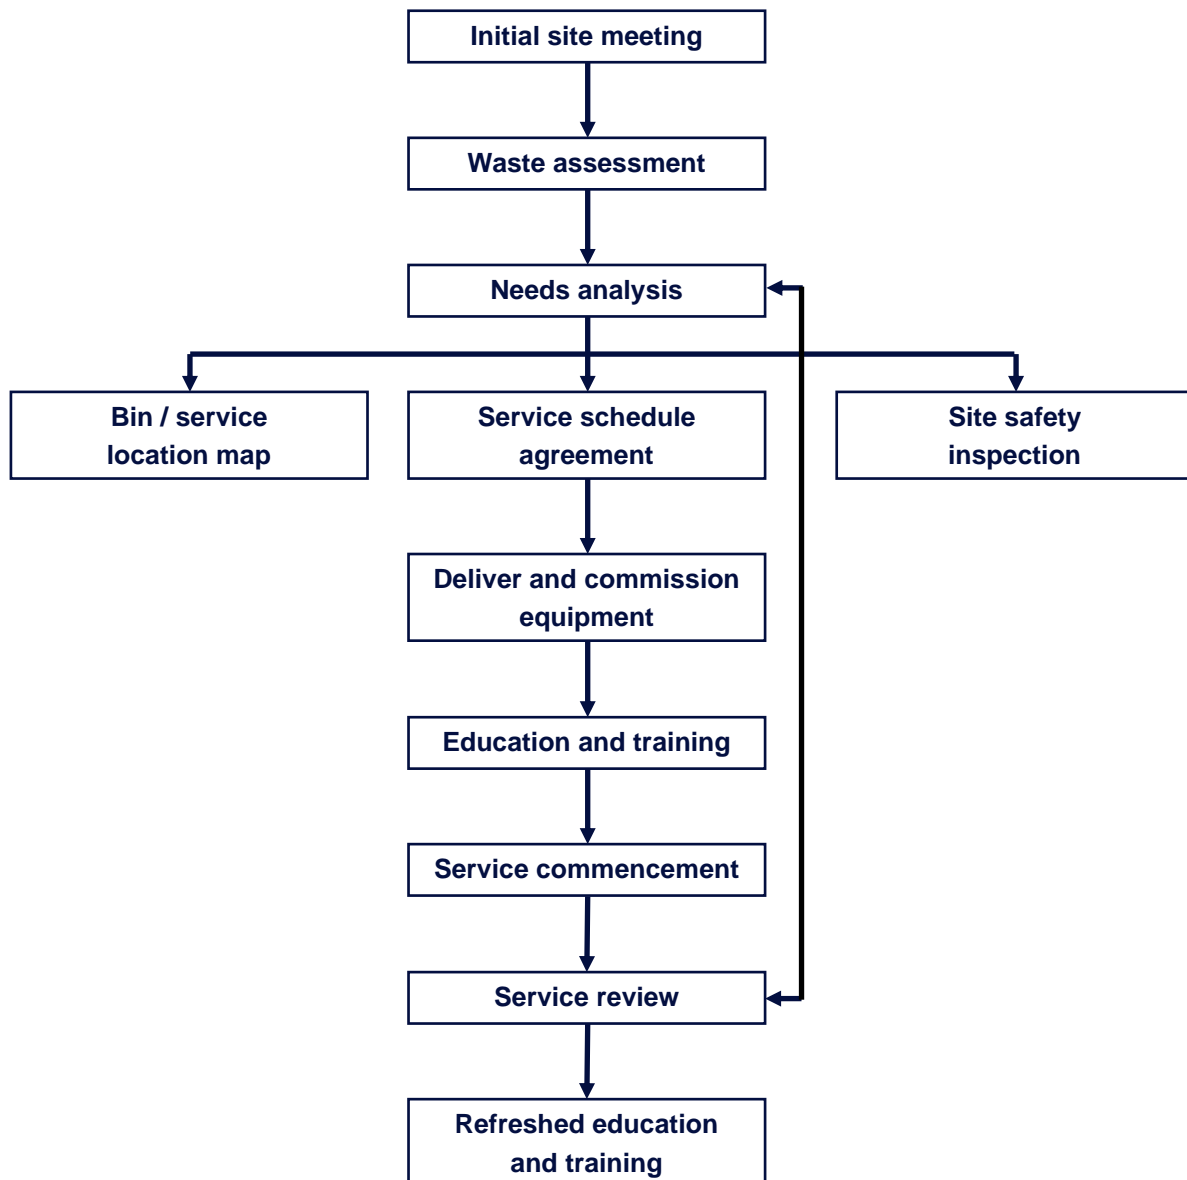 Initial site meeting
Waste assessment
Needs analysis
Bin / service
location map
Service schedule
agreement
Site safety
inspection
Deliver and commission
equipment
Education and training
Service commencement
Service review
Refreshed education
and training